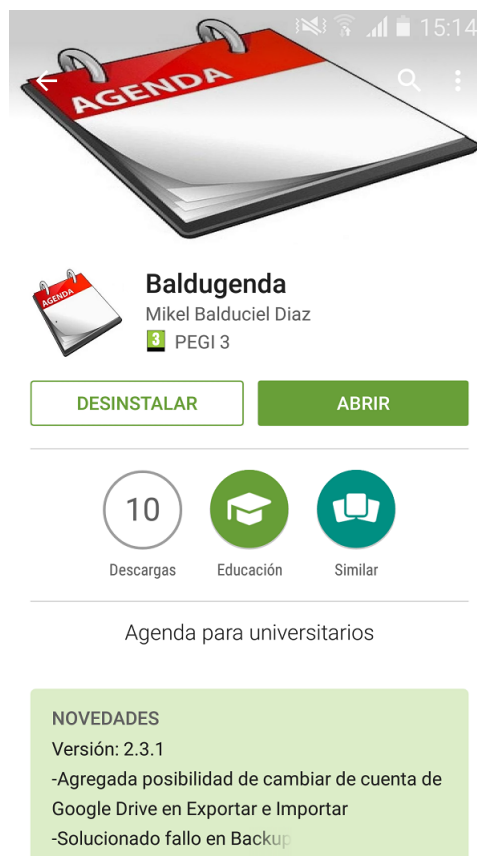 15:14
AGENDA
AGENDA
Baldugenda
Mikel Balduciel Diaz
3 PEGI 3
DESINSTALAR ABRIR
10
Descargas Educación Similar
Agenda para universitarios
NOVEDADES
Versión: 2.3.1
-Agregada posibilidad de cambiar de cuenta de
Google Drive en Exportar e Importar
-Solucionado fallo en Backup